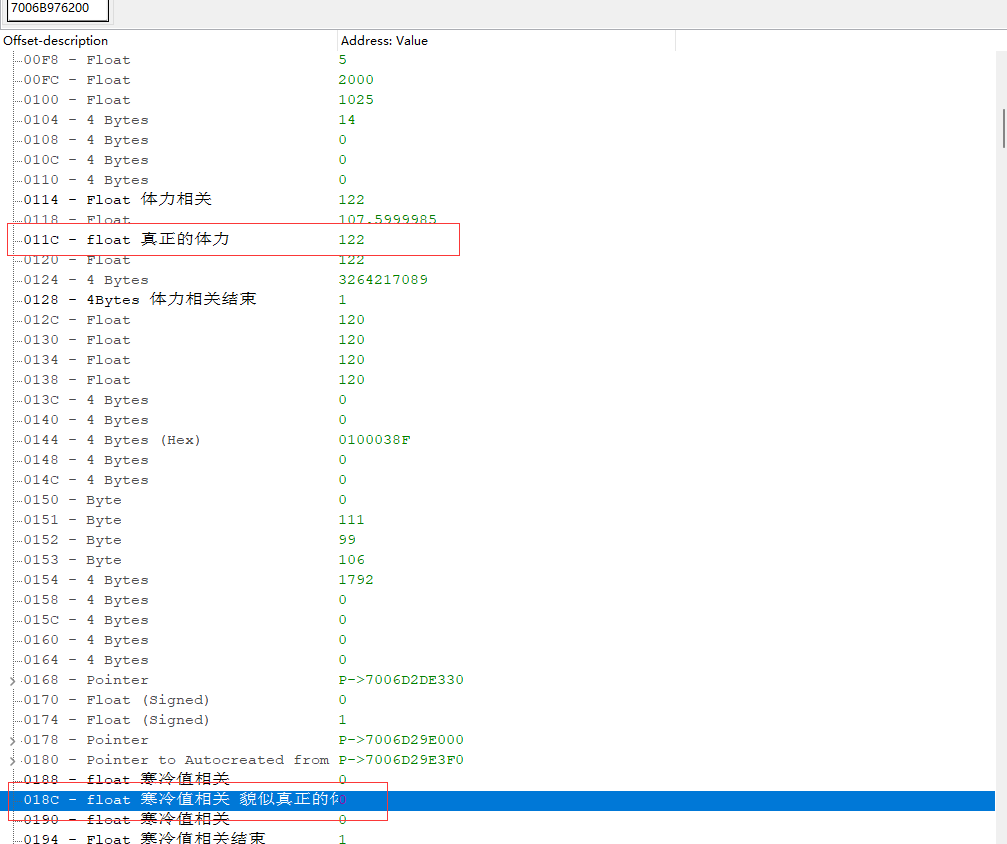 7006B976200
Offset-description Address: Value
00F8 - Float 5
00FC - Float 2000
0100 - Float 1025
0104 - 4 Bytes 14
0108 - 4 Bytes 0
010C - 4 Bytes 0
0110 - 4 Bytes 0
0114 - Float 体力相关 122
0118 - Float 107.5999985
011C - float 真正的体力 122
0120 - Float 122
0124 - 4 Bytes 3264217089
0128 - 4Bytes 体力相关结束 1
012C - Float 120
0130 - Float 120
0134 - Float 120
0138 - Float 120
013C - 4 Bytes 0
0140 - 4 Bytes 0
0144 - 4 Bytes (Hex) 0100038F
0148 - 4 Bytes 0
014C - 4 Bytes 0
0150 - Byte 0
0151 - Byte 111
0152 - Byte 99
0153 - Byte 106
0154 - 4 Bytes 1792
0158 - 4 Bytes 0
015C - 4 Bytes 0
0160 - 4 Bytes 0
0164 - 4 Bytes 0
0168 - Pointer P->7006D2DE330
0170 - Float (Signed) 0
0174 - Float (Signed) 1
0178 - Pointer P->7006D29E000
0180 - Pointer to Autocreated from P->7006D29E3F0
0188 - float 寒冷值相关 0
018C - float 寒冷值相关 貌似真正的 0
0190 - float 寒冷值相关 0
0194 - Float 寒冷值相关结束 1